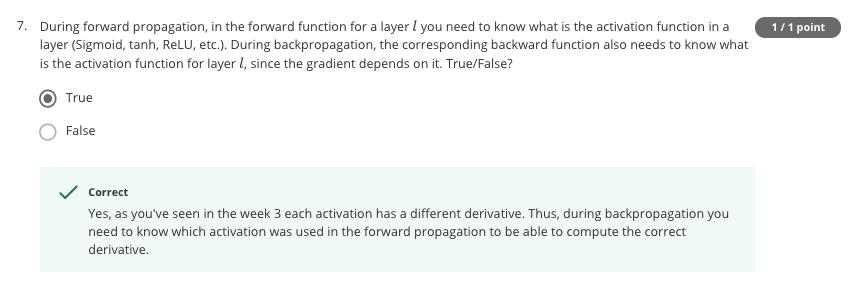 7. During forward propagation, in the forward function for a layer l you need to know what is the activation function in a
1 / 1 point
layer (Sigmoid, tanh, ReLU, etc.). During backpropagation, the corresponding backward function also needs to know what
is the activation function for layer l, since the gradient depends on it. True/False?
True
False
Correct
Yes, as you've seen in the week 3 each activation has a different derivative. Thus, during backpropagation you
need to know which activation was used in the forward propagation to be able to compute the correct
derivative.